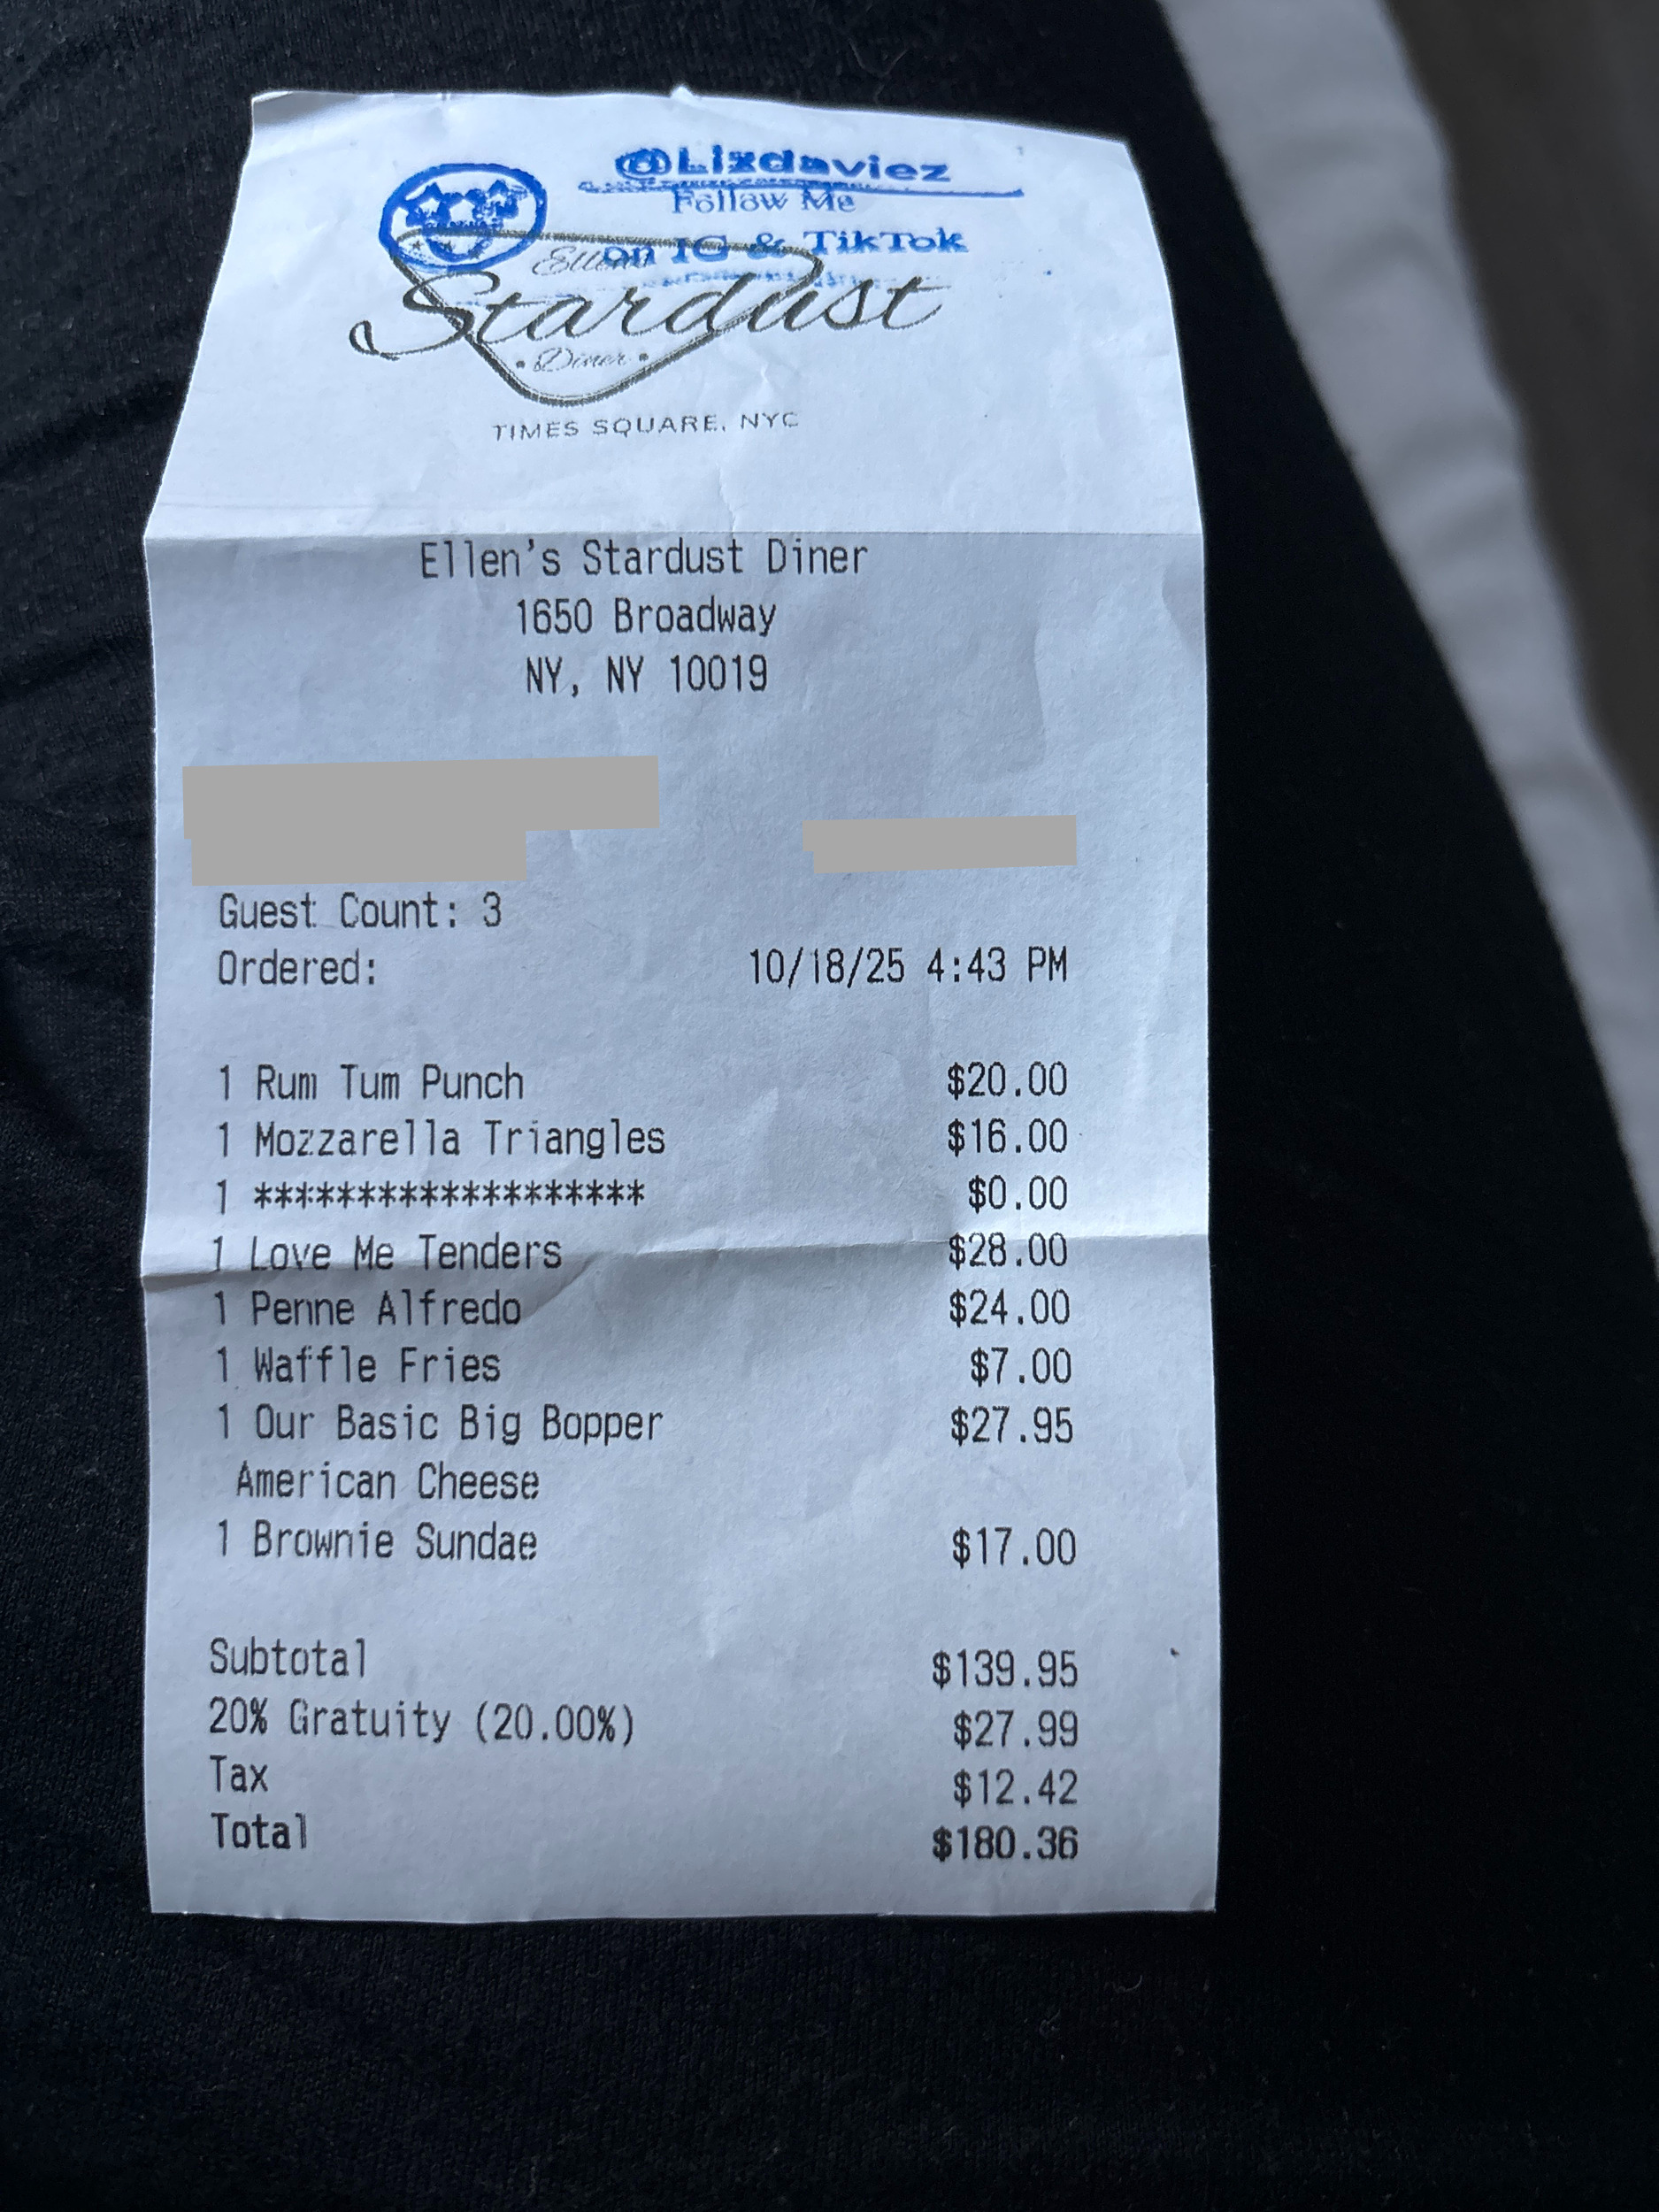 @Lizdaviez
Follow Me
on IG & TikTok
Ellen's
Stardust
• Diner •
TIMES SQUARE, NYC
Ellen's Stardust Diner
1650 Broadway
NY, NY 10019
Guest Count: 3
Ordered: 10/18/25 4:43 PM
1 Rum Tum Punch $20.00
1 Mozzarella Triangles $16.00
1 ******************* $0.00
1 Love Me Tenders $28.00
1 Penne Alfredo $24.00
1 Waffle Fries $7.00
1 Our Basic Big Bopper $27.95
American Cheese
1 Brownie Sundae $17.00
Subtotal $139.95
20% Gratuity (20.00%) $27.99
Tax $12.42
Total $180.36